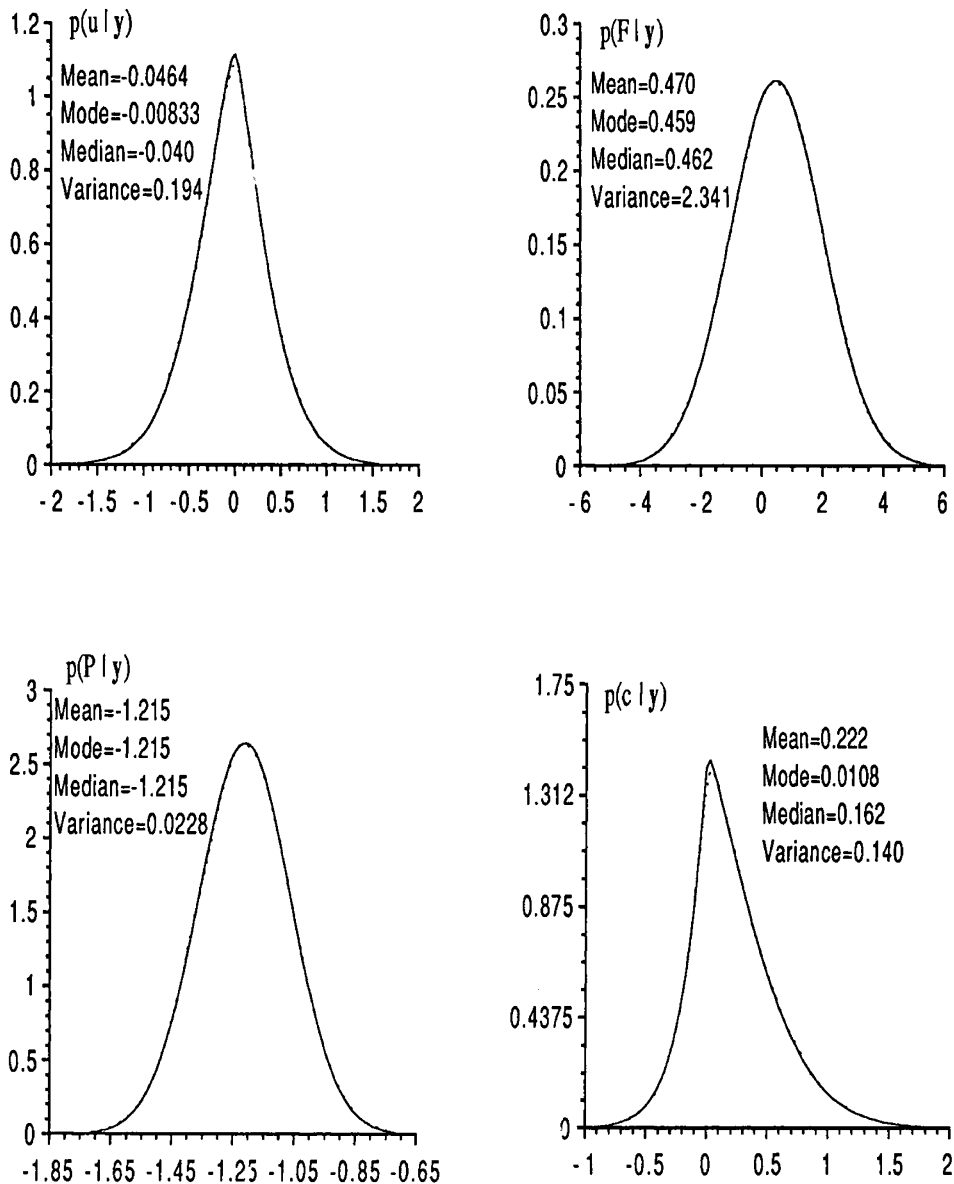 p(u | y)
Mean=-0.0464
Mode=-0.00833
Median=-0.040
Variance=0.194
1.2
1
0.8
0.6
0.4
0.2
0
-2 -1.5 -1 -0.5 0 0.5 1 1.5 2
p(F | y)
Mean=0.470
Mode=0.459
Median=0.462
Variance=2.341
0.3
0.25
0.2
0.15
0.1
0.05
0
-6 -4 -2 0 2 4 6
p(P | y)
Mean=-1.215
Mode=-1.215
Median=-1.215
Variance=0.0228
3
2.5
2
1.5
1
0.5
0
-1.85 -1.65 -1.45 -1.25 -1.05 -0.85 -0.65
p(c | y)
Mean=0.222
Mode=0.0108
Median=0.162
Variance=0.140
1.75
1.312
0.875
0.4375
0
-1 -0.5 0 0.5 1 1.5 2